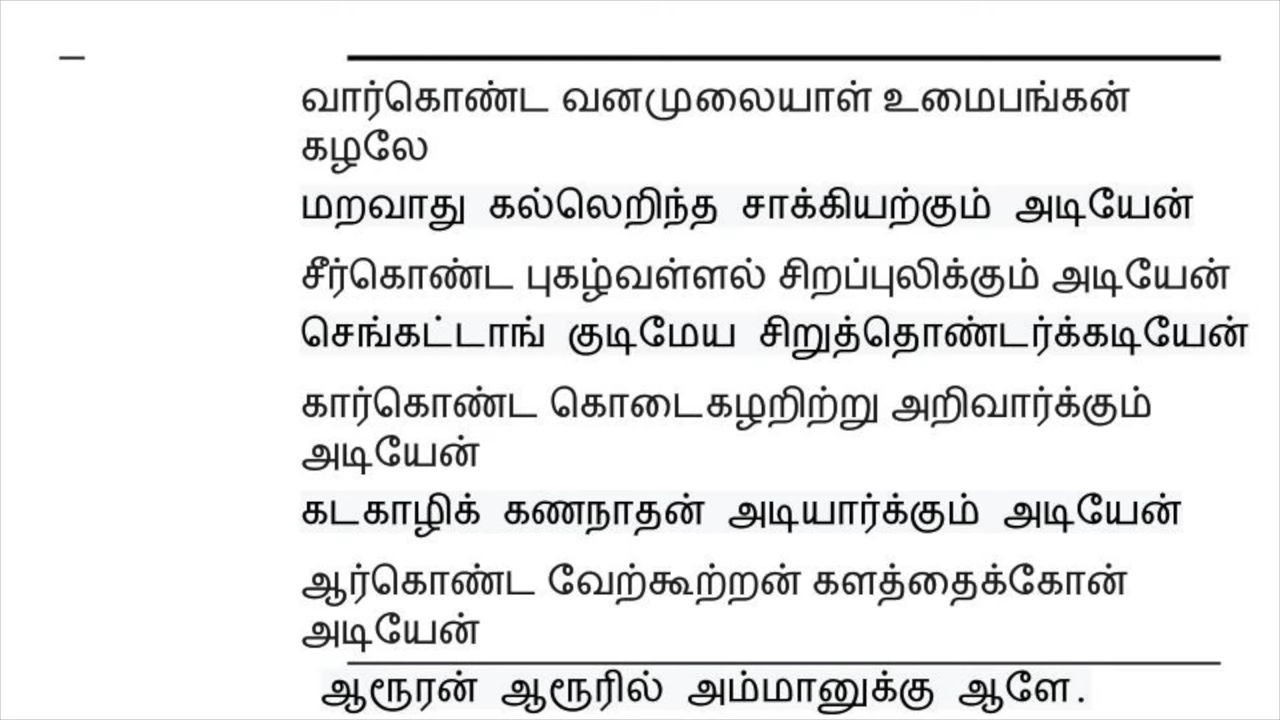 வார்கொண்ட வனமுலையாள் உமைபங்கன்
கழலே
மறவாது கல்லெறிந்த சாக்கியற்கும் அடியேன்
சீர்கொண்ட புகழ்வள்ளல் சிறப்புலிக்கும் அடியேன்
செங்கட்டாங் குடிமேய சிறுத்தொண்டர்க்கடியேன்
கார்கொண்ட கொடைகழறிற்று அறிவார்க்கும்
அடியேன்
கடகாழிக் கணநாதன் அடியார்க்கும் அடியேன்
ஆர்கொண்ட வேற்கூற்றன் களத்தைக்கோன்
அடியேன்
ஆரூரன் ஆரூரில் அம்மானுக்கு ஆளே.